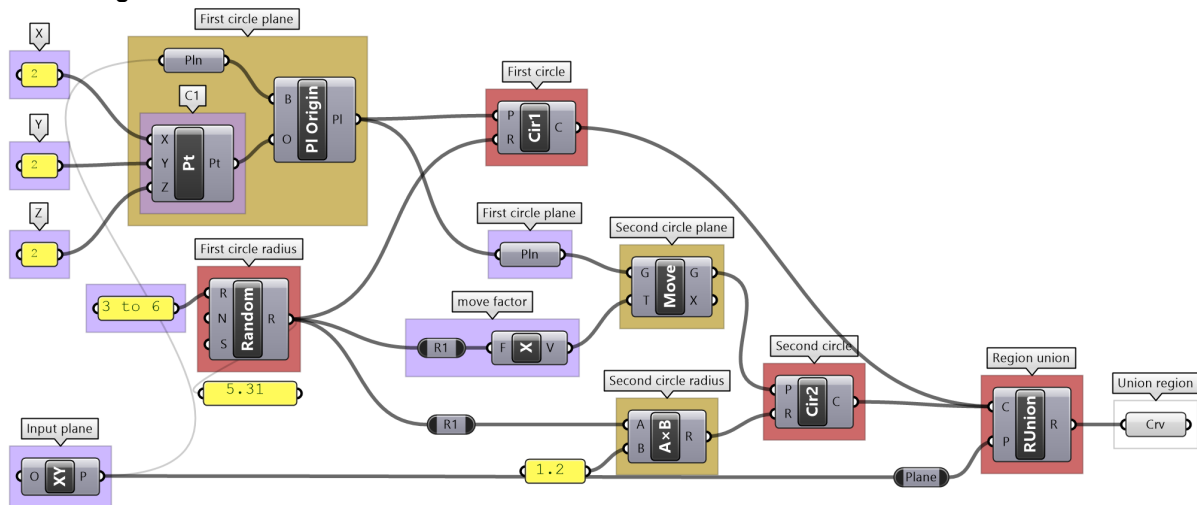 First circle plane
X
2
Pln
B
O
Pl Origin
Pl
C1
X
Y
Z
Pt
Pt
Y
2
Z
2
First circle
P
R
Cir1
C
First circle radius
3 to 6
R
N
S
Random
R
5.31
First circle plane
Pln
Second circle plane
G
T
Move
G
X
move factor
R1
F
X
V
Second circle radius
R1
A
B
A×B
R
1.2
Second circle
P
R
Cir2
C
Input plane
O
XY
P
Plane
Region union
C
P
RUnion
R
Union region
Crv